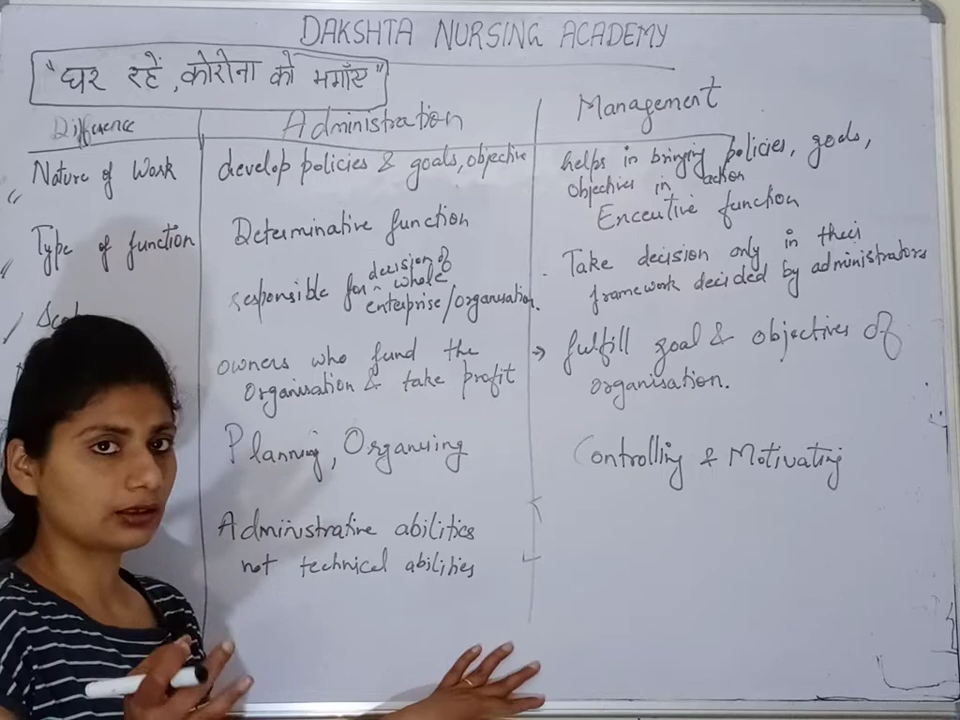 DAKSHTA NURSING ACADEMY
"घर रहें, कोरोना को भगाँए"
Difference Administration Management
Nature of Work develop policies & goals, objective helps in bringing policies, goals,
objectives in action
Type of function Determinative function Executive function
responsible for decision of whole
enterprise/organisation.
Take decision only in their
framework decided by administrators
owners who fund the
organisation & take profit
→ fulfill goal & objectives of
organisation.
Planning, Organising Controlling & Motivating
Administrative abilities
not technical abilities